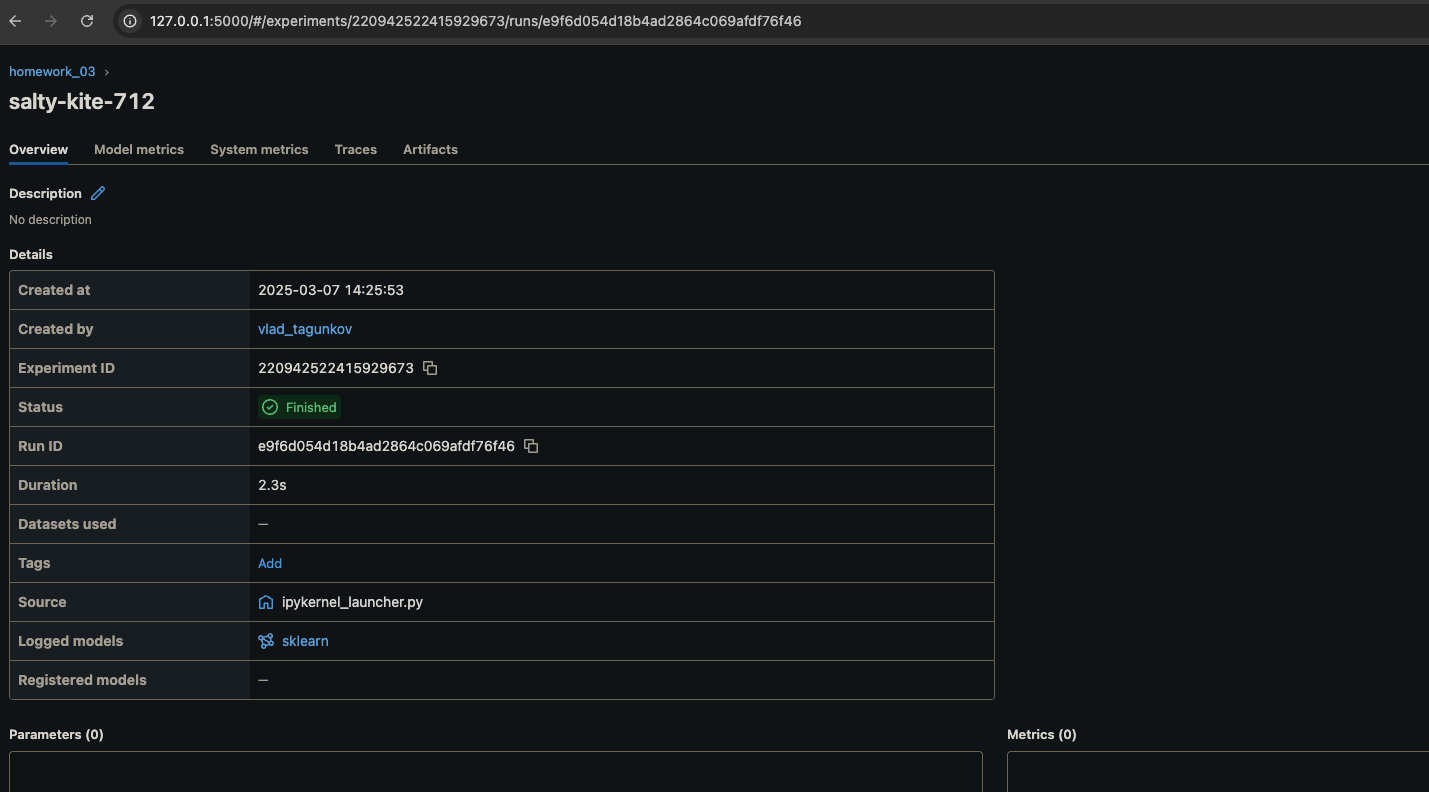 127.0.0.1:5000/#/experiments/220942522415929673/runs/e9f6d054d18b4ad2864c069afdf76f46
homework_03 ›
salty-kite-712
Overview Model metrics System metrics Traces Artifacts
Description
No description
Details
Created at 2025-03-07 14:25:53
Created by vlad_tagunkov
Experiment ID 220942522415929673
Status Finished
Run ID e9f6d054d18b4ad2864c069afdf76f46
Duration 2.3s
Datasets used —
Tags Add
Source ipykernel_launcher.py
Logged models sklearn
Registered models —
Parameters (0) Metrics (0)